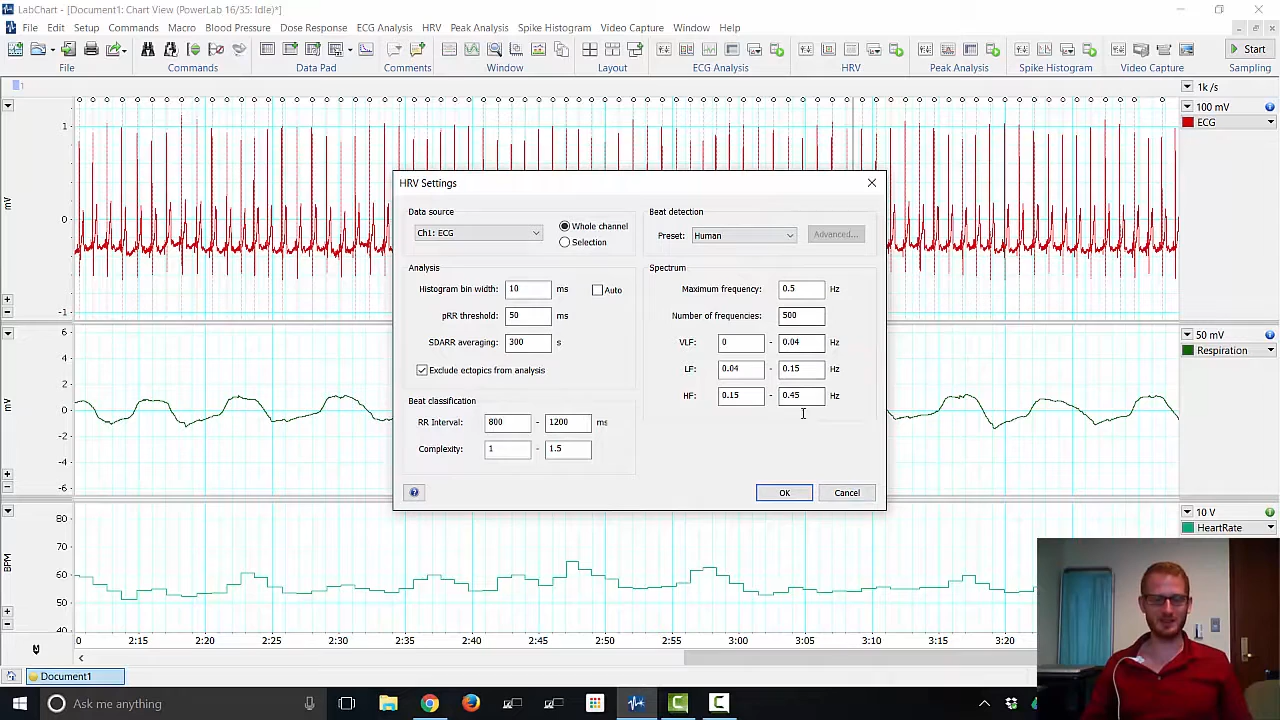 LabChart - [Document1: Chart View (PowerLab 16/35: Idle)*]
File Edit Setup Commands Macro Blood Pressure Dose Response ECG Analysis HRV Peak Analysis Spike Histogram Video Capture Window Help
Start
File Commands Data Pad Comments Window Layout ECG Analysis HRV Peak Analysis Spike Histogram Video Capture Sampling
1
1k /s
100 mV
ECG
1
mV
0
-1
HRV Settings
Data source
Ch1: ECG
Whole channel
Selection
Beat detection
Preset: Human Advanced...
Analysis
Histogram bin width: 10 ms Auto
pRR threshold: 50 ms
SDARR averaging: 300 s
Exclude ectopics from analysis
Beat classification
RR Interval: 800 - 1200 ms
Complexity: 1 - 1.5
Spectrum
Maximum frequency: 0.5 Hz
Number of frequencies: 500
VLF: 0 - 0.04 Hz
LF: 0.04 - 0.15 Hz
HF: 0.15 - 0.45 Hz
OK Cancel
50 mV
Respiration
6
4
2
mV
0
-2
-4
-6
10 V
HeartRate
80
70
BPM
60
50
40
0 2:15 2:20 2:30 2:35 2:40 2:45 2:50 2:55 3:00 3:05 3:10 3:15 3:20
Document1
Ask me anything